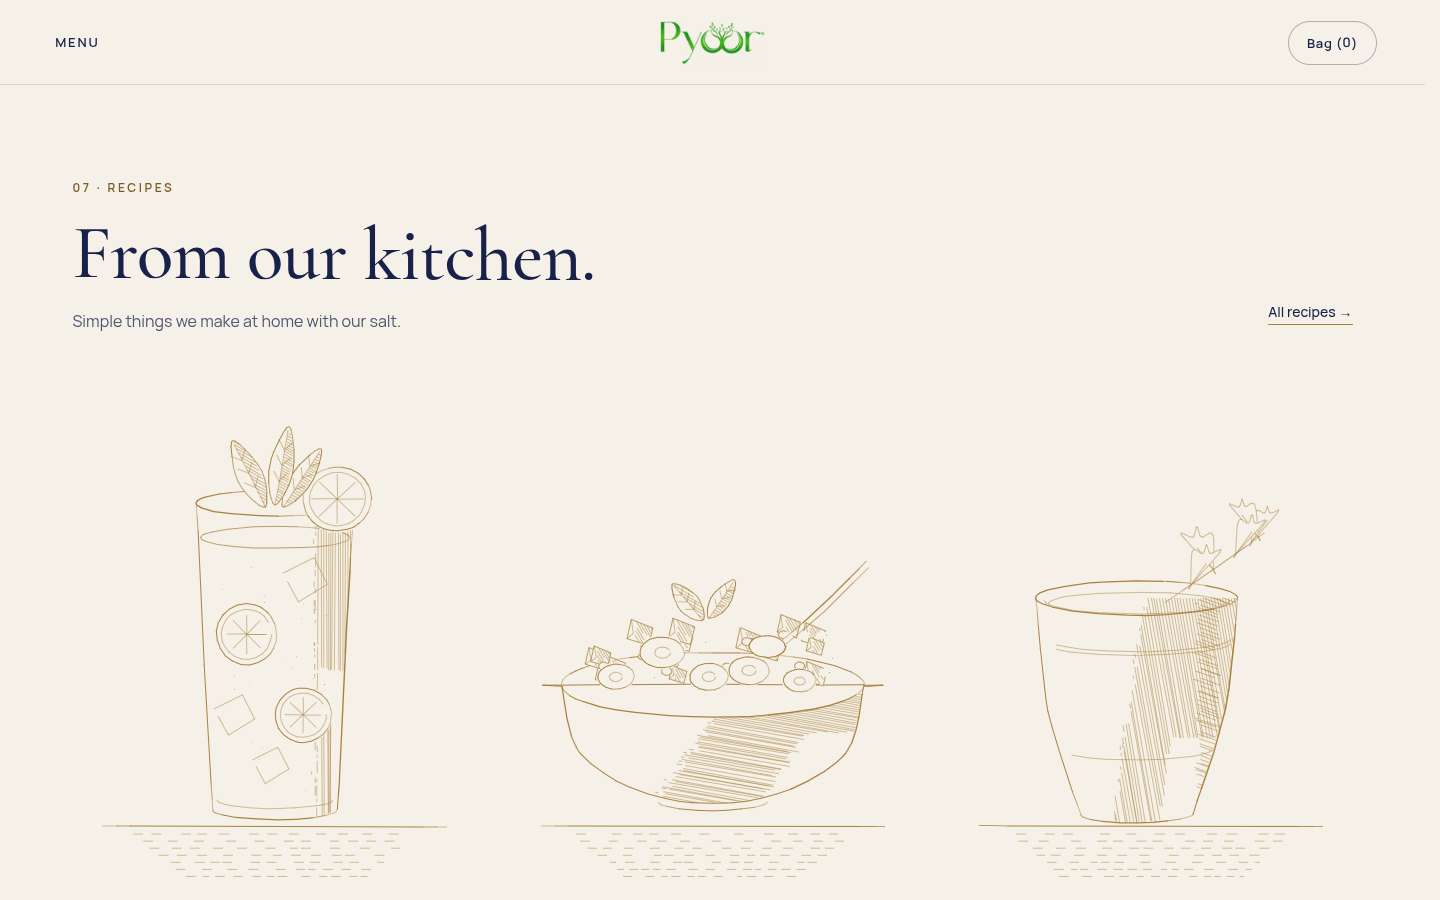 MENU
Pyoor
Bag (0)
07 · RECIPES
From our kitchen.
Simple things we make at home with our salt.
All recipes →